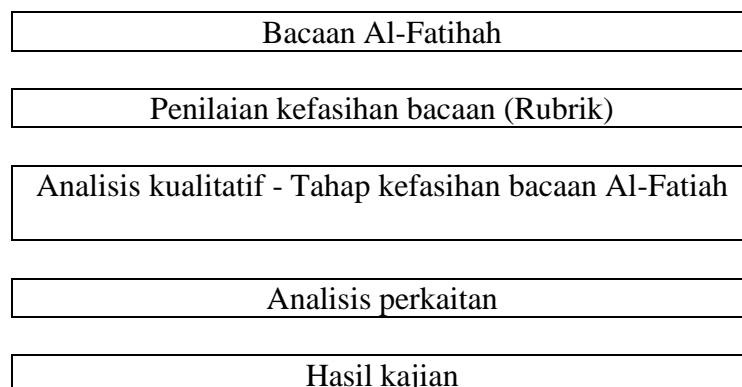 Bacaan Al-Fatihah
Penilaian kefasihan bacaan (Rubrik)
Analisis kualitatif - Tahap kefasihan bacaan Al-Fatiah
Analisis perkaitan
Hasil kajian